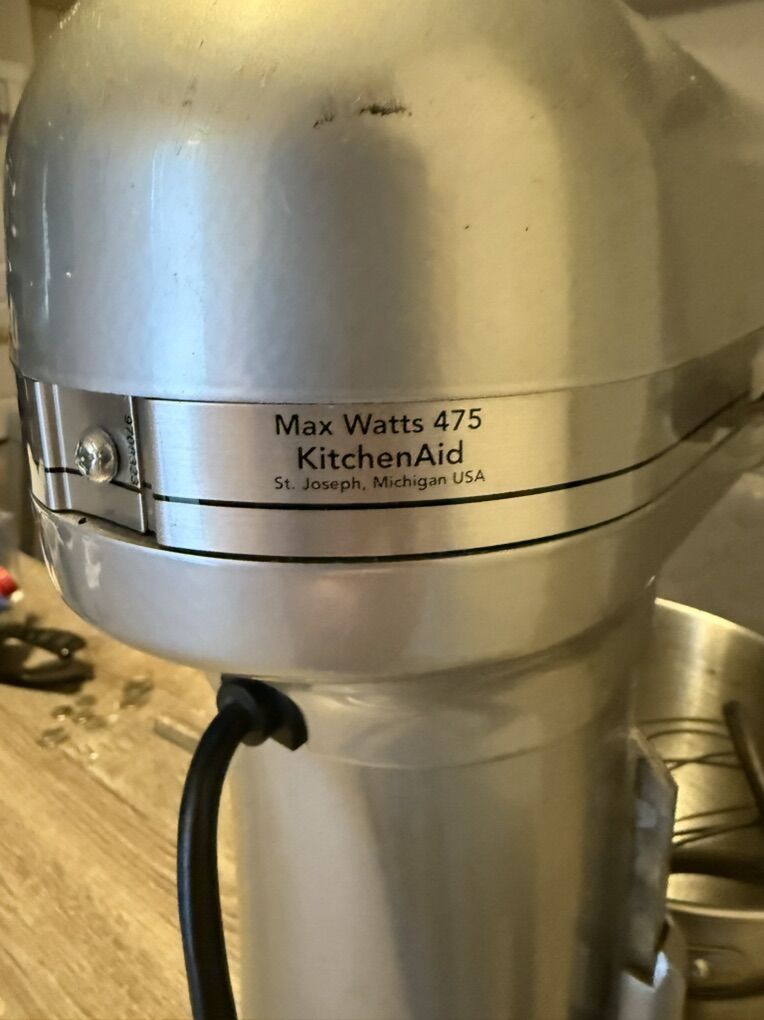 Max Watts 475
KitchenAid
St. Joseph, Michigan USA